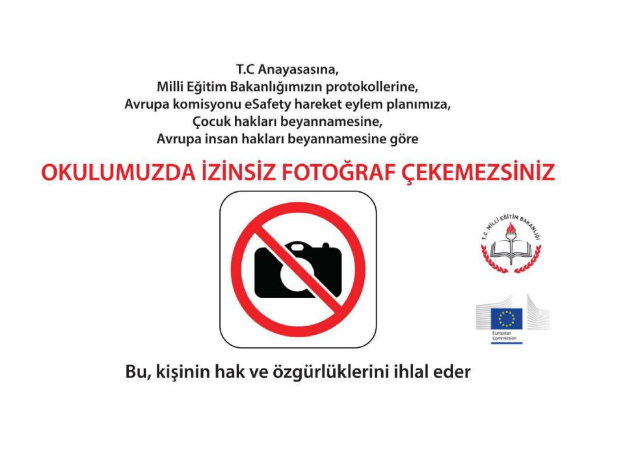 T.C Anayasasına,
Milli Eğitim Bakanlığımızın protokollerine,
Avrupa komisyonu eSafety hareket eylem planımıza,
Çocuk hakları beyannamesine,
Avrupa insan hakları beyannamesine göre
OKULUMUZDA İZİNSİZ FOTOĞRAF ÇEKEMEZSİNİZ
T.C. MİLLİ EĞİTİM BAKANLIĞI
European
Commission
Bu, kişinin hak ve özgürlüklerini ihlal eder